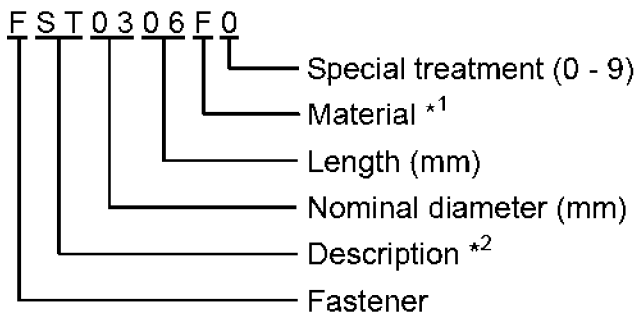 FST0306F0
Special treatment (0 - 9)
Material *1
Length (mm)
Nominal diameter (mm)
Description *2
Fastener